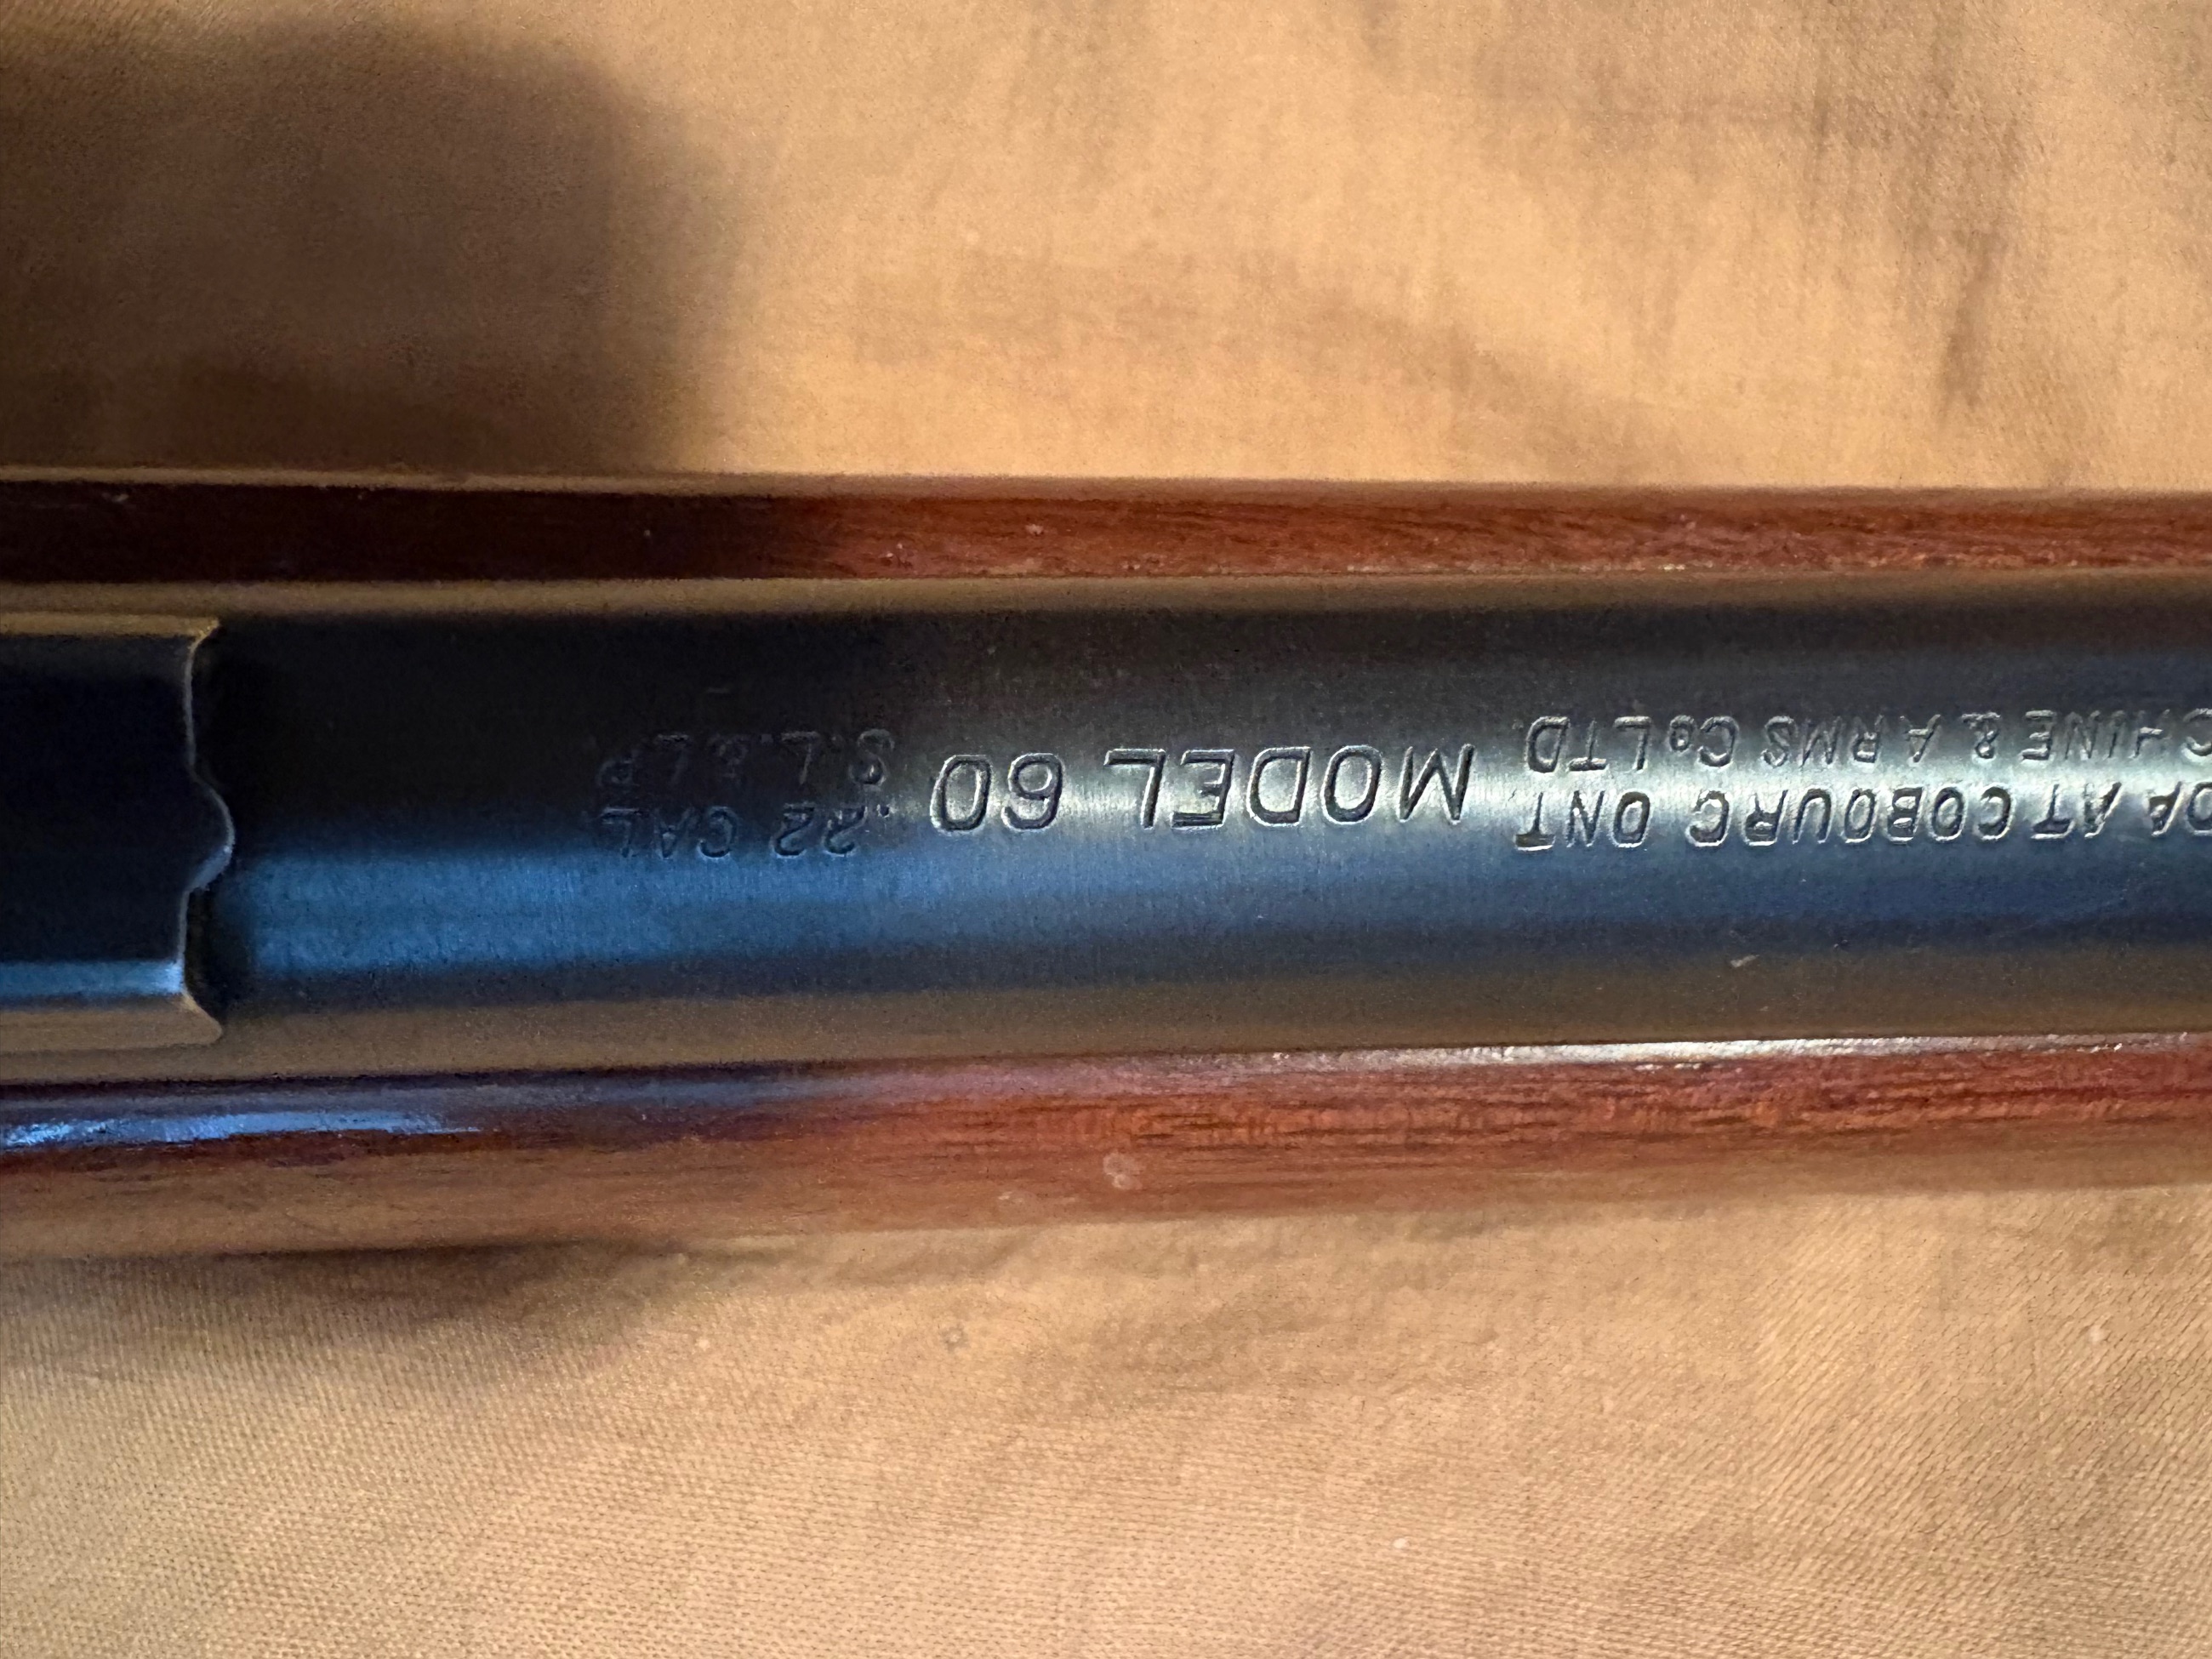 DA AT COBOURG ONT
CHINE & ARMS Co LTD.
MODEL 60
.22 CAL.
S.L.&L.R.